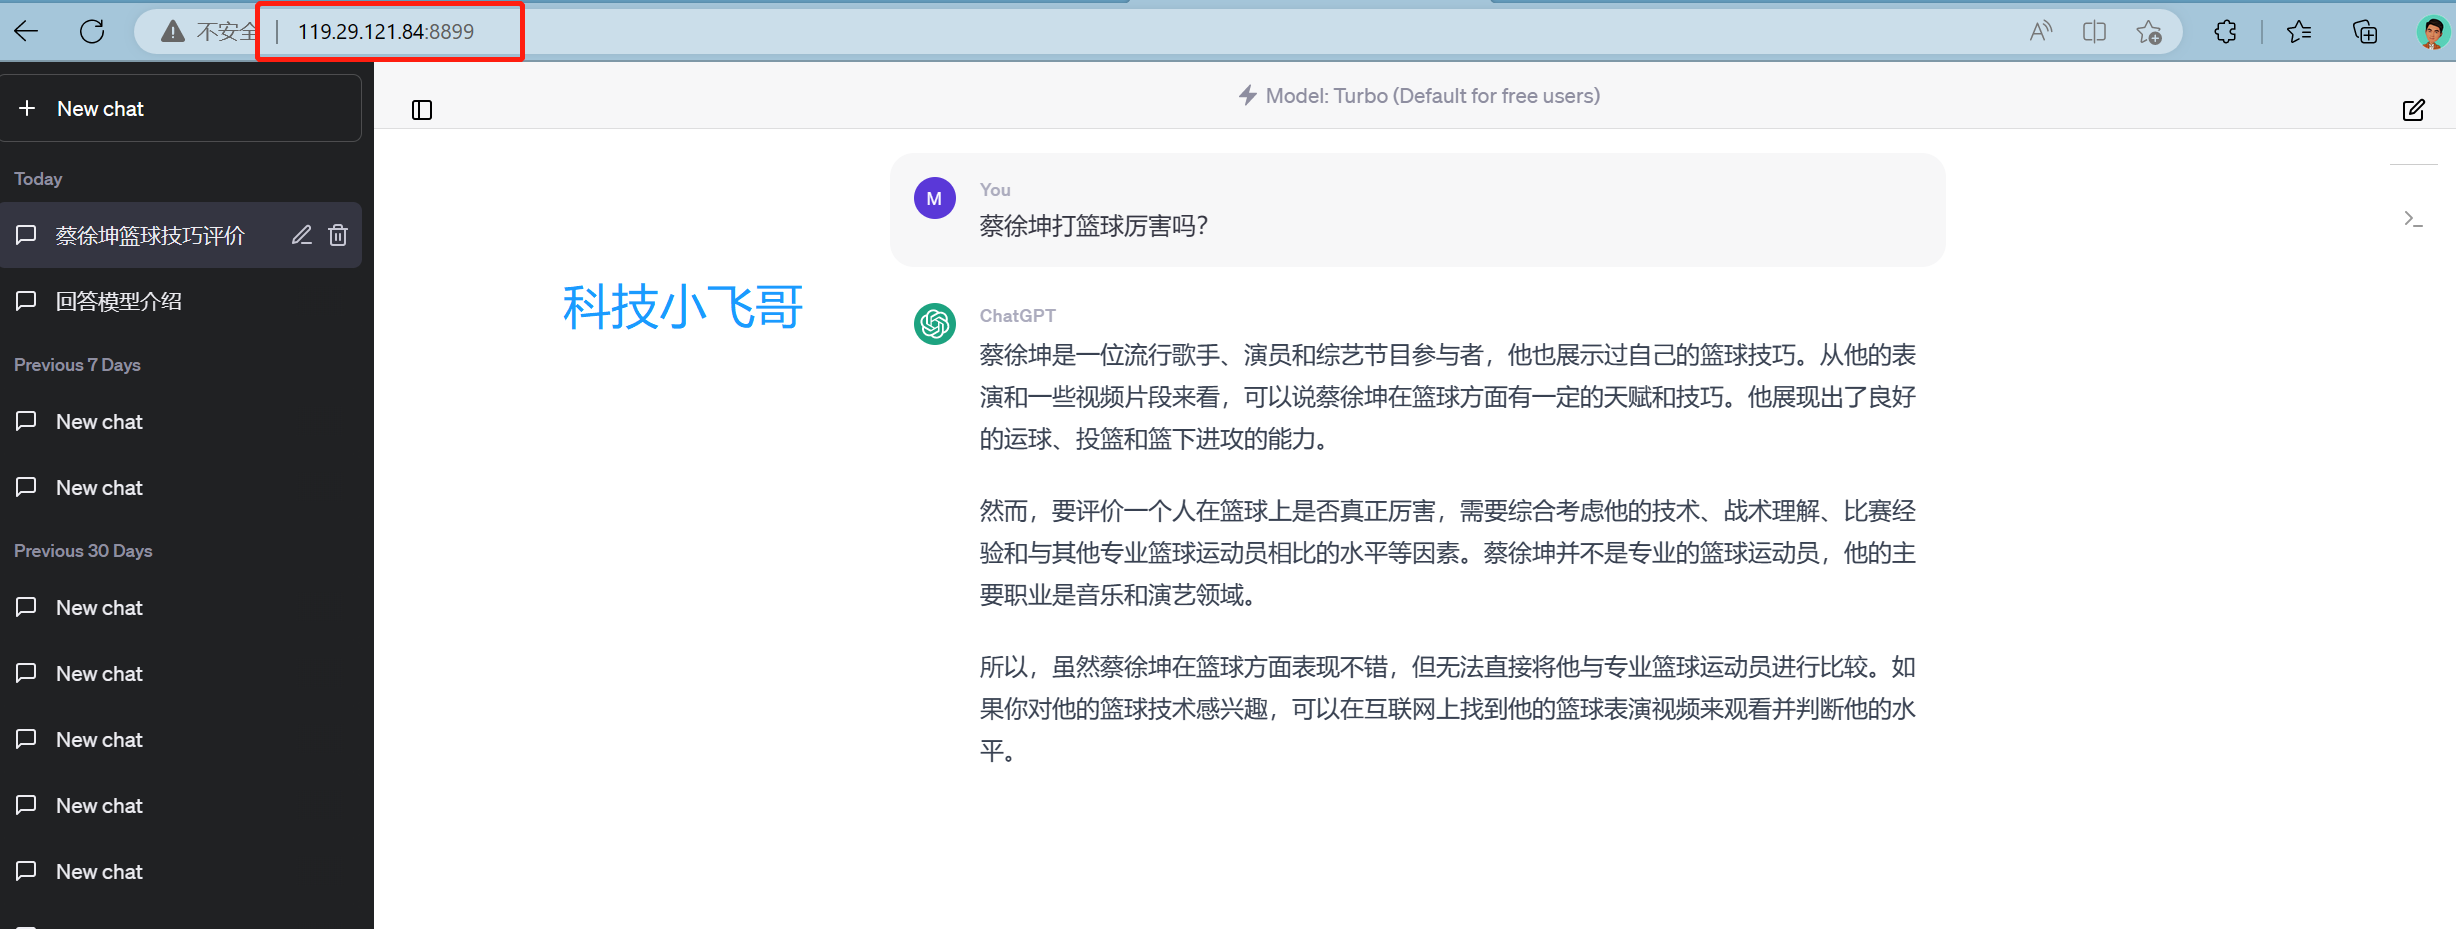 不安全 119.29.121.84:8899
New chat
Today
蔡徐坤篮球技巧评价
回答模型介绍
Previous 7 Days
New chat
New chat
Previous 30 Days
New chat
New chat
New chat
New chat
New chat
Model: Turbo (Default for free users)
科技小飞哥
M
You
蔡徐坤打篮球厉害吗？
ChatGPT
蔡徐坤是一位流行歌手、演员和综艺节目参与者，他也展示过自己的篮球技巧。从他的表
演和一些视频片段来看，可以说蔡徐坤在篮球方面有一定的天赋和技巧。他展现出了良好
的运球、投篮和篮下进攻的能力。
然而，要评价一个人在篮球上是否真正厉害，需要综合考虑他的技术、战术理解、比赛经
验和与其他专业篮球运动员相比的水平等因素。蔡徐坤并不是专业的篮球运动员，他的主
要职业是音乐和演艺领域。
所以，虽然蔡徐坤在篮球方面表现不错，但无法直接将他与专业篮球运动员进行比较。如
果你对他的篮球技术感兴趣，可以在互联网上找到他的篮球表演视频来观看并判断他的水
平。